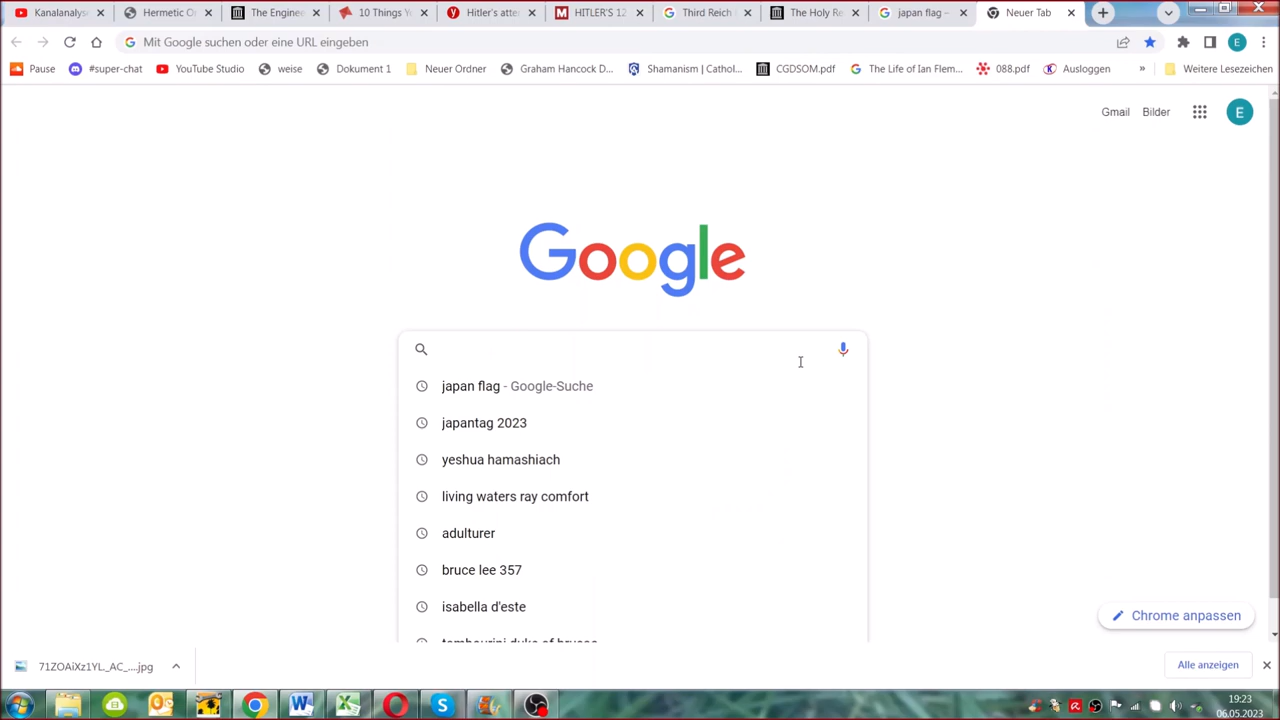 Kanalanalyse
Hermetic O
The Engine
10 Things Y
Hitler's atte
HITLER'S 12
Third Reich
The Holy Re
japan flag –
Neuer Tab
Mit Google suchen oder eine URL eingeben
E
Pause
#super-chat
YouTube Studio
weise
Dokument 1
Neuer Ordner
Graham Hancock D...
Shamanism | Cathol...
CGDSOM.pdf
The Life of Ian Flem...
088.pdf
Ausloggen
»
Weitere Lesezeichen
Gmail
Bilder
E
Google
japan flag - Google-Suche
japantag 2023
yeshua hamashiach
living waters ray comfort
adulturer
bruce lee 357
isabella d'este
Chrome anpassen
71ZOAiXz1YL._AC_....jpg
Alle anzeigen
19:23
06.05.2023